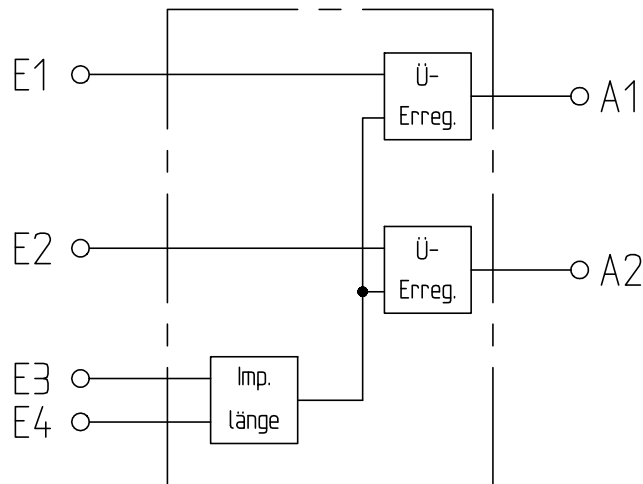 E1
Ü-
Erreg.
A1
E2
Ü-
Erreg.
A2
E3
E4
Imp.
länge